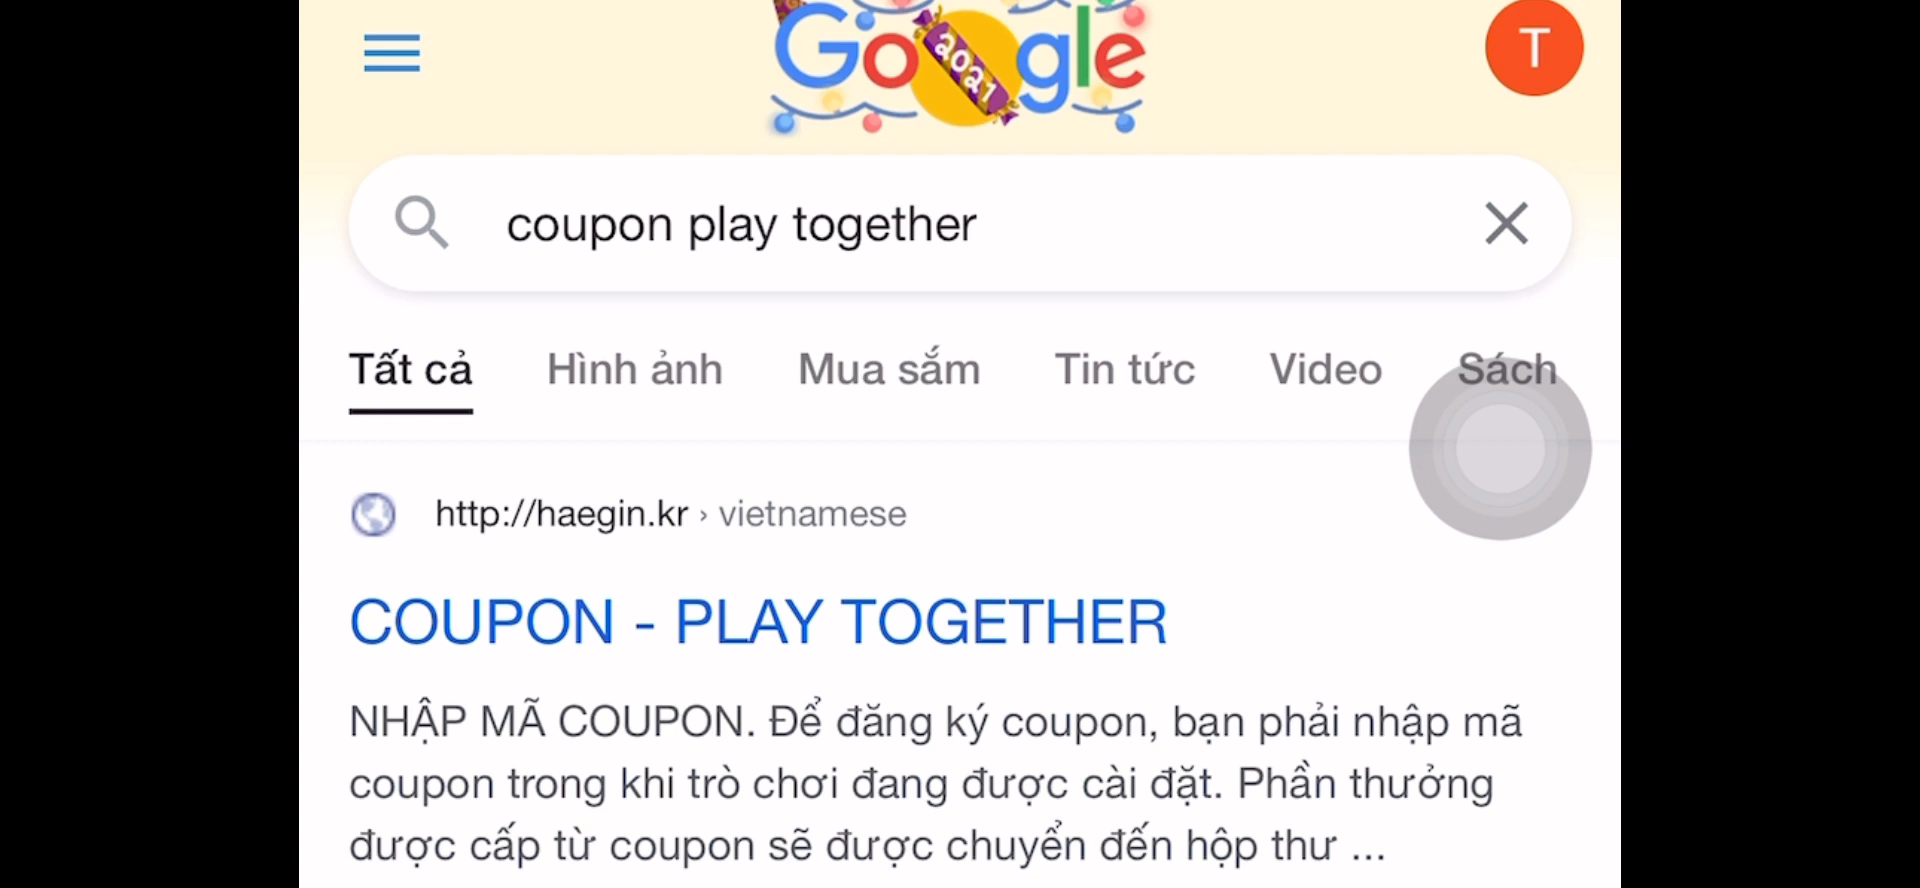 Google
2021
T
coupon play together
Tất cả Hình ảnh Mua sắm Tin tức Video Sách
http://haegin.kr › vietnamese
COUPON - PLAY TOGETHER
NHẬP MÃ COUPON. Để đăng ký coupon, bạn phải nhập mã
coupon trong khi trò chơi đang được cài đặt. Phần thưởng
được cấp từ coupon sẽ được chuyển đến hộp thư ...